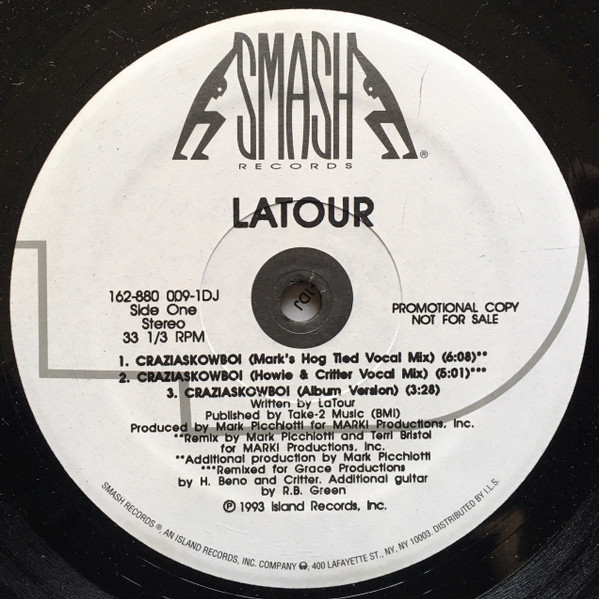 SMASH
RECORDS
®
LATOUR
162-880 009-1DJ
Side One
Stereo
33 1/3 RPM
PROMOTIONAL COPY
NOT FOR SALE
1. CRAZIASKOWBOI (Mark's Hog Tied Vocal Mix) (6:08)**
2. CRAZIASKOWBOI (Howie & Critter Vocal Mix) (5:01)***
3. CRAZIASKOWBOI (Album Version) (3:28)
Written by LaTour
Published by Take-2 Music (BMI)
Produced by Mark Picchiotti for MARKI Productions, Inc.
**Remix by Mark Picchiotti and Terri Bristol
for MARKI Productions, Inc.
**Additional production by Mark Picchiotti
***Remixed for Grace Productions
by H. Beno and Critter. Additional guitar
by R.B. Green
℗ 1993 Island Records, Inc.
SMASH RECORDS ®, AN ISLAND RECORDS, INC. COMPANY, 400 LAFAYETTE ST., NY, NY 10003. DISTRIBUTED BY I.L.S.